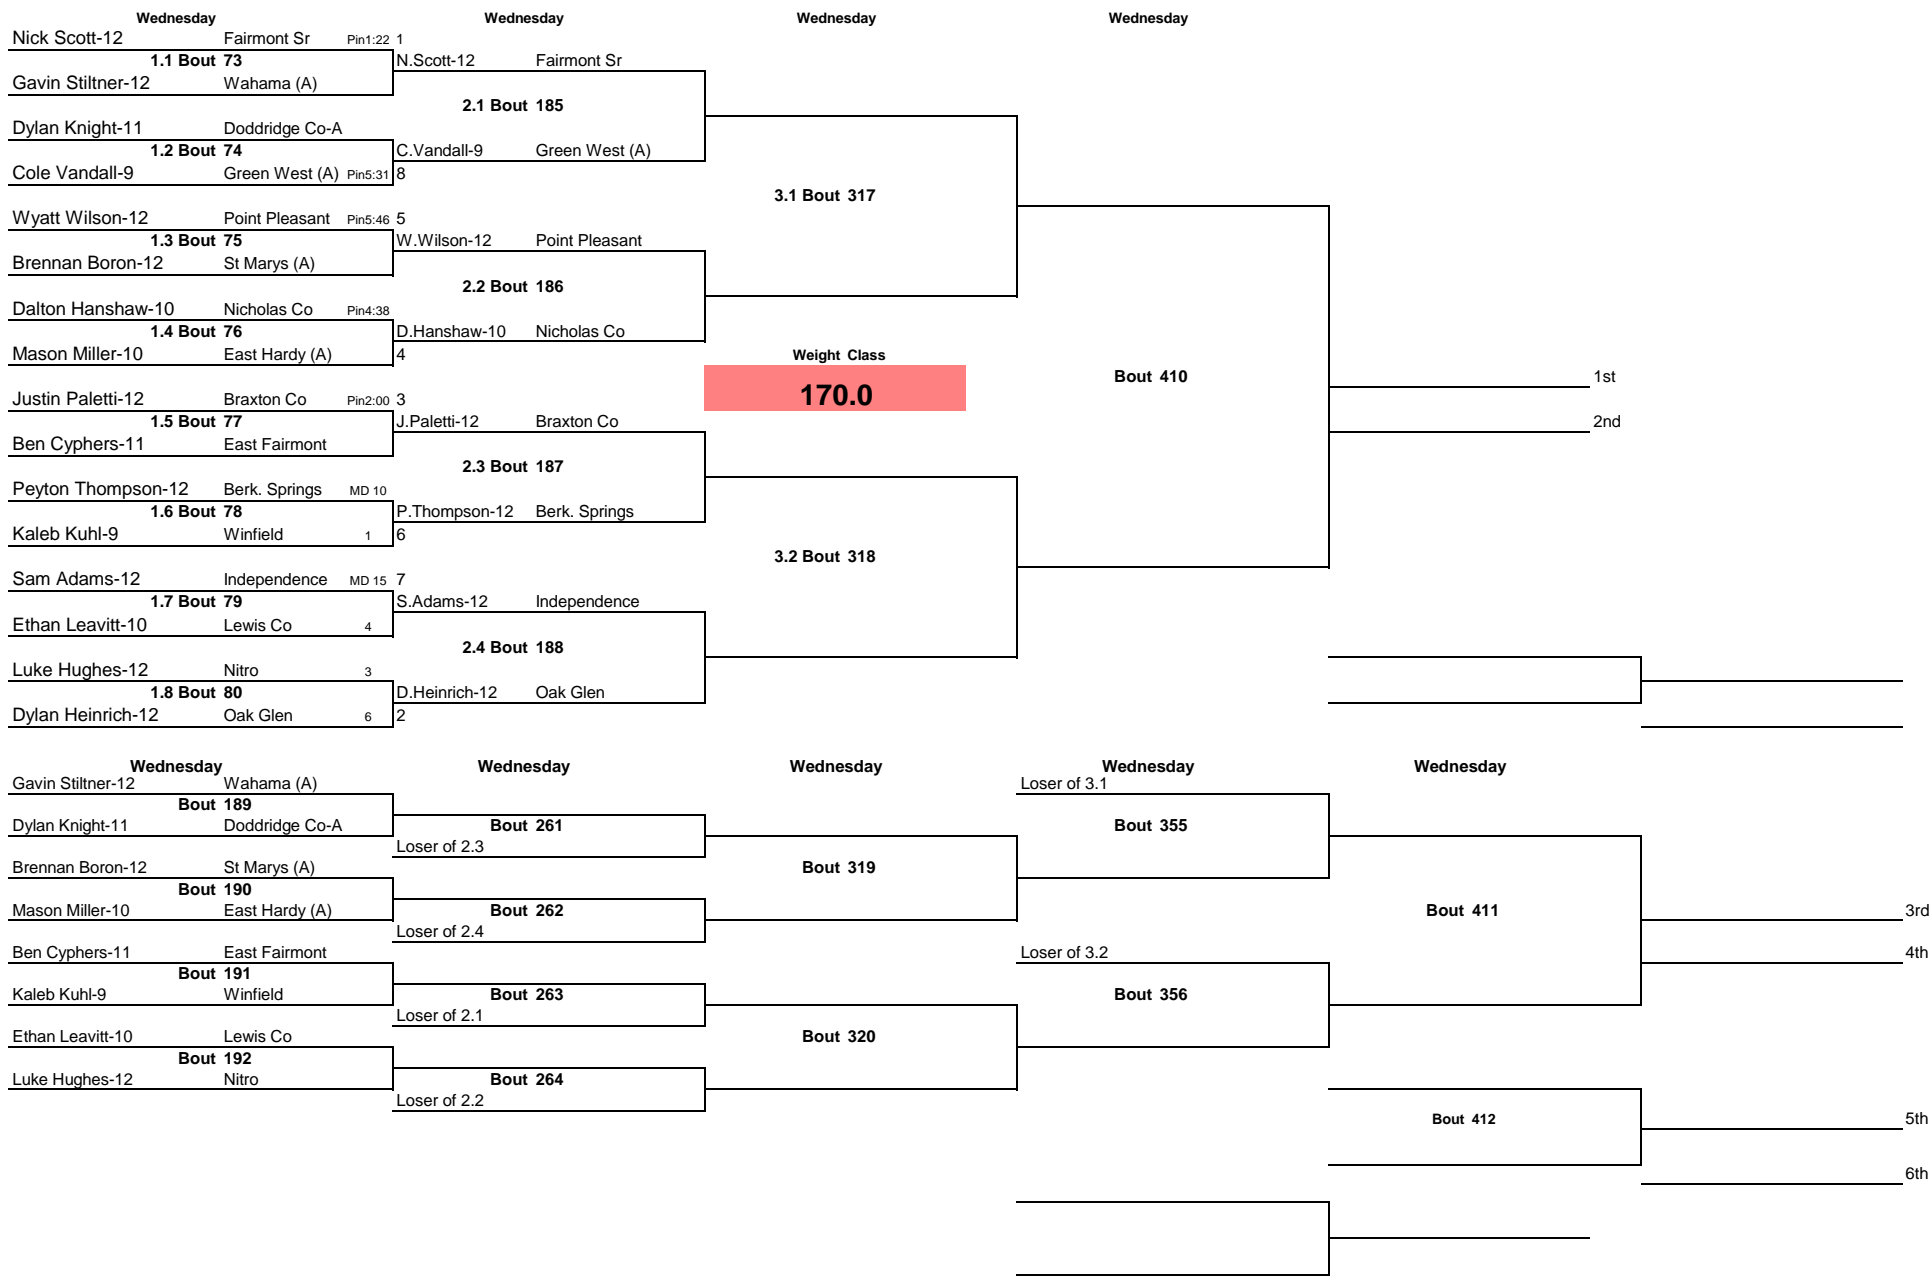 Wednesday Wednesday Wednesday Wednesday
Nick Scott-12 Fairmont Sr Pin1:22 1
1.1 Bout 73 N.Scott-12 Fairmont Sr
Gavin Stiltner-12 Wahama (A)
2.1 Bout 185
Dylan Knight-11 Doddridge Co-A
1.2 Bout 74 C.Vandall-9 Green West (A)
Cole Vandall-9 Green West (A) Pin5:31 8
3.1 Bout 317
Wyatt Wilson-12 Point Pleasant Pin5:46 5
1.3 Bout 75 W.Wilson-12 Point Pleasant
Brennan Boron-12 St Marys (A)
2.2 Bout 186
Dalton Hanshaw-10 Nicholas Co Pin4:38
1.4 Bout 76 D.Hanshaw-10 Nicholas Co
Mason Miller-10 East Hardy (A) 4 Weight Class
Bout 410 1st
170.0
Justin Paletti-12 Braxton Co Pin2:00 3
1.5 Bout 77 J.Paletti-12 Braxton Co 2nd
Ben Cyphers-11 East Fairmont
2.3 Bout 187
Peyton Thompson-12 Berk. Springs MD 10
1.6 Bout 78 P.Thompson-12 Berk. Springs
Kaleb Kuhl-9 Winfield 1 6
3.2 Bout 318
Sam Adams-12 Independence MD 15 7
1.7 Bout 79 S.Adams-12 Independence
Ethan Leavitt-10 Lewis Co 4
2.4 Bout 188
Luke Hughes-12 Nitro 3
1.8 Bout 80 D.Heinrich-12 Oak Glen
Dylan Heinrich-12 Oak Glen 6 2
Wednesday Wednesday Wednesday Wednesday Wednesday
Gavin Stiltner-12 Wahama (A) Loser of 3.1
Bout 189
Dylan Knight-11 Doddridge Co-A Bout 261 Bout 355
Loser of 2.3
Brennan Boron-12 St Marys (A) Bout 319
Bout 190
Mason Miller-10 East Hardy (A) Bout 262 Bout 411 3rd
Loser of 2.4
Ben Cyphers-11 East Fairmont Loser of 3.2 4th
Bout 191
Kaleb Kuhl-9 Winfield Bout 263 Bout 356
Loser of 2.1
Ethan Leavitt-10 Lewis Co Bout 320
Bout 192
Luke Hughes-12 Nitro Bout 264
Loser of 2.2
Bout 412 5th
6th